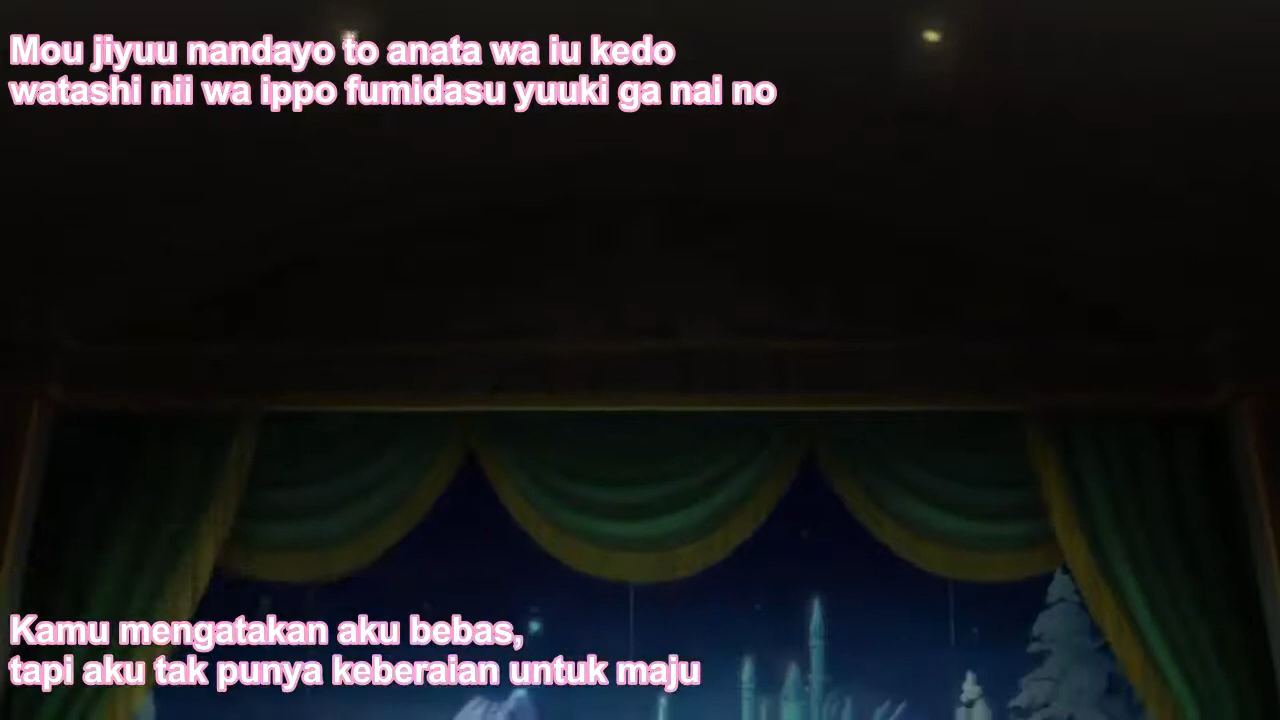 Mou jiyuu nandayo to anata wa iu kedo
watashi nii wa ippo fumidasu yuuki ga nai no
Kamu mengatakan aku bebas,
tapi aku tak punya keberaian untuk maju